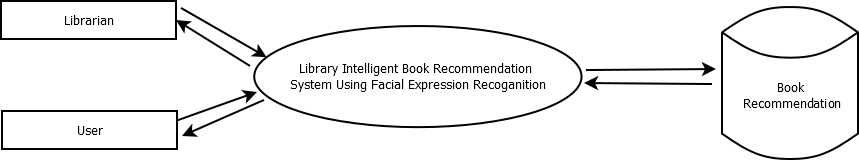 Librarian
Library Intelligent Book Recommendation
System Using Facial Expression Recoganition
Book
Recommendation
User